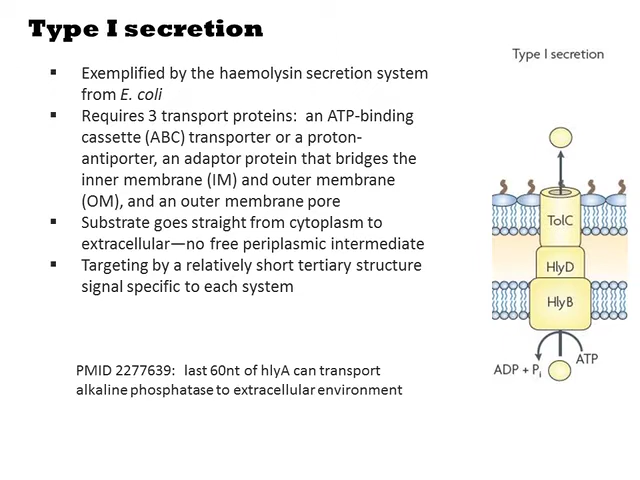 Type I secretion
Type I secretion
▪ Exemplified by the haemolysin secretion system
from E. coli
▪ Requires 3 transport proteins: an ATP-binding
cassette (ABC) transporter or a proton-
antiporter, an adaptor protein that bridges the
inner membrane (IM) and outer membrane
(OM), and an outer membrane pore
▪ Substrate goes straight from cytoplasm to
extracellular—no free periplasmic intermediate
▪ Targeting by a relatively short tertiary structure
signal specific to each system
TolC
HlyD
HlyB
ATP
ADP + Pi
PMID 2277639: last 60nt of hlyA can transport
alkaline phosphatase to extracellular environment